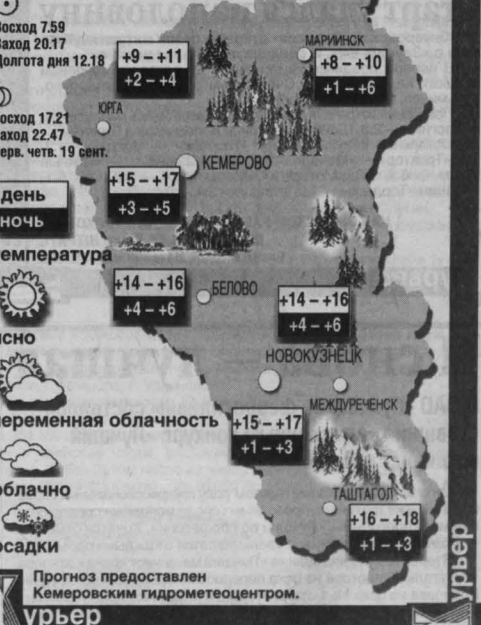 Восход 7.59
Заход 20.17
Долгота дня 12.18
Восход 17.21
Заход 22.47
Перв. четв. 19 сент.
день
ночь
температура
ясно
переменная облачность
облачно
осадки
+9 – +11
+2 – +4
МАРИИНСК
+8 – +10
+1 – +6
ЮРГА
КЕМЕРОВО
+15 – +17
+3 – +5
+14 – +16
+4 – +6
БЕЛОВО
+14 – +16
+4 – +6
НОВОКУЗНЕЦК
МЕЖДУРЕЧЕНСК
+15 – +17
+1 – +3
ТАШТАГОЛ
+16 – +18
+1 – +3
Прогноз предоставлен
Кемеровским гидрометеоцентром.
Курьер
Курьер